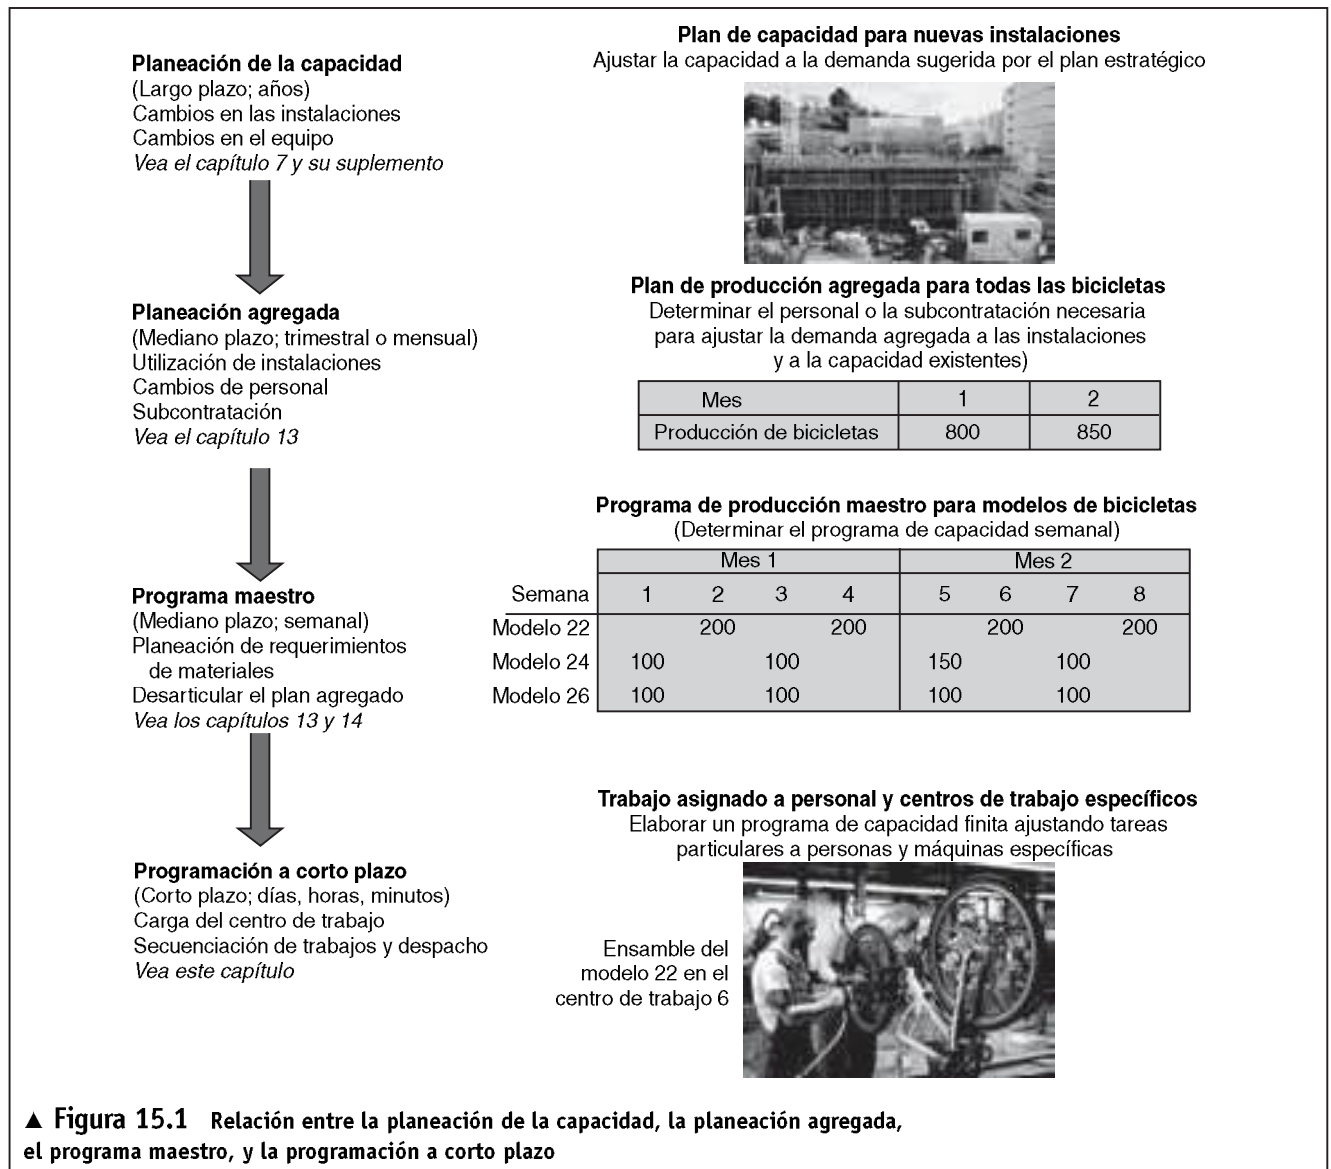 Planeación de la capacidad
(Largo plazo; años)
Cambios en las instalaciones
Cambios en el equipo
Vea el capítulo 7 y su suplemento
Plan de capacidad para nuevas instalaciones
Ajustar la capacidad a la demanda sugerida por el plan estratégico
Planeación agregada
(Mediano plazo; trimestral o mensual)
Utilización de instalaciones
Cambios de personal
Subcontratación
Vea el capítulo 13
Plan de producción agregada para todas las bicicletas
Determinar el personal o la subcontratación necesaria
para ajustar la demanda agregada a las instalaciones
y a la capacidad existentes)
Mes 1 2
Producción de bicicletas 800 850
Programa maestro
(Mediano plazo; semanal)
Planeación de requerimientos
de materiales
Desarticular el plan agregado
Vea los capítulos 13 y 14
Programa de producción maestro para modelos de bicicletas
(Determinar el programa de capacidad semanal)
Mes 1 Mes 2
Semana 1 2 3 4 5 6 7 8
Modelo 22 200 200 200 200
Modelo 24 100 100 150 100
Modelo 26 100 100 100 100
Programación a corto plazo
(Corto plazo; días, horas, minutos)
Carga del centro de trabajo
Secuenciación de trabajos y despacho
Vea este capítulo
Trabajo asignado a personal y centros de trabajo específicos
Elaborar un programa de capacidad finita ajustando tareas
particulares a personas y máquinas específicas
Ensamble del
modelo 22 en el
centro de trabajo 6
▲ Figura 15.1 Relación entre la planeación de la capacidad, la planeación agregada,
el programa maestro, y la programación a corto plazo